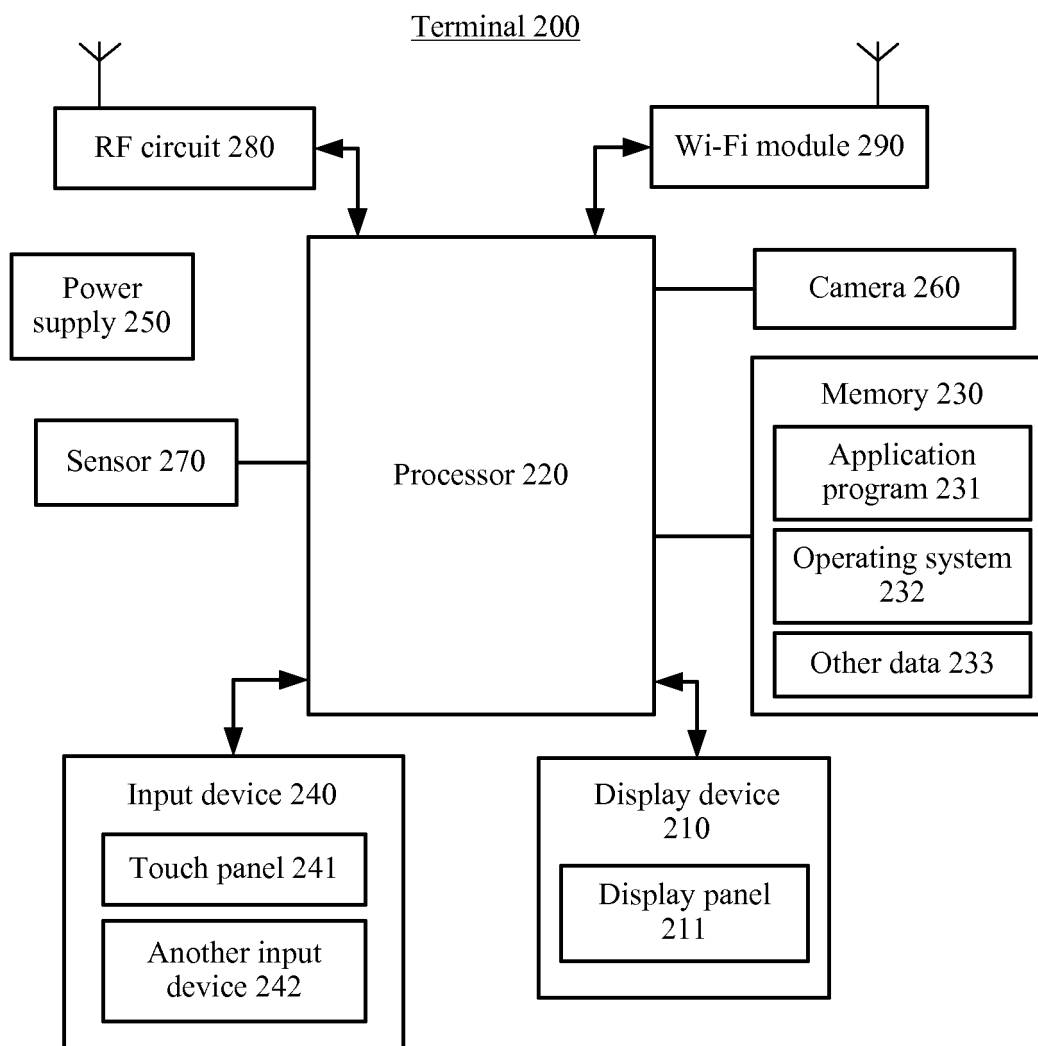 Terminal 200
RF circuit 280
Wi-Fi module 290
Power
supply 250
Camera 260
Memory 230
Application
program 231
Operating system
232
Other data 233
Sensor 270
Processor 220
Input device 240
Touch panel 241
Another input
device 242
Display device
210
Display panel
211